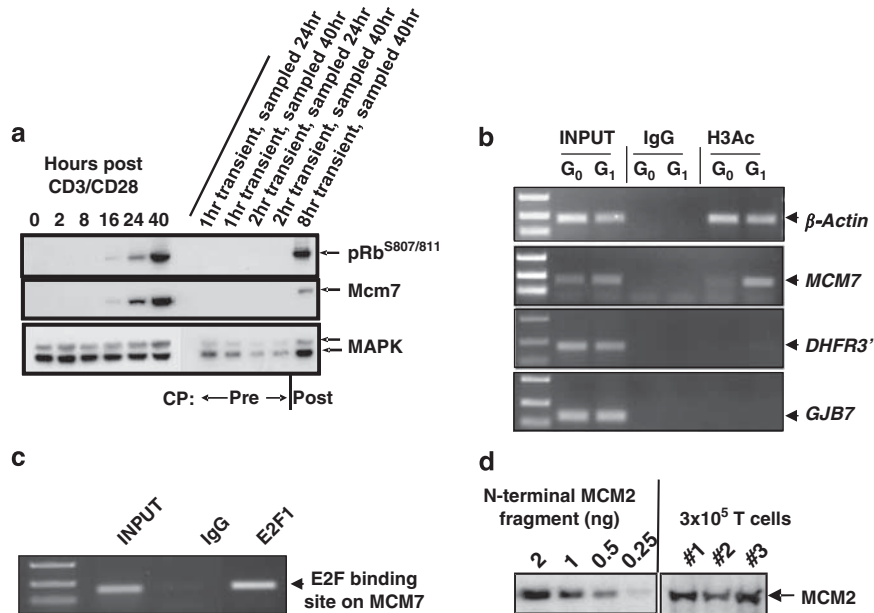 a
Hours post
CD3/CD28
0 2 8 16 24 40
1hr transient, sampled 24hr
1hr transient, sampled 40hr
2hr transient, sampled 24hr
2hr transient, sampled 40hr
8hr transient, sampled 40hr
pRb^S807/811
Mcm7
MAPK
CP: ←Pre → Post
b
INPUT IgG H3Ac
G₀ G₁ G₀ G₁ G₀ G₁
β-Actin
MCM7
DHFR3'
GJB7
c
INPUT IgG E2F1
E2F binding
site on MCM7
d
N-terminal MCM2
fragment (ng)
2 1 0.5 0.25
3x10⁵ T cells
#1 #2 #3
MCM2